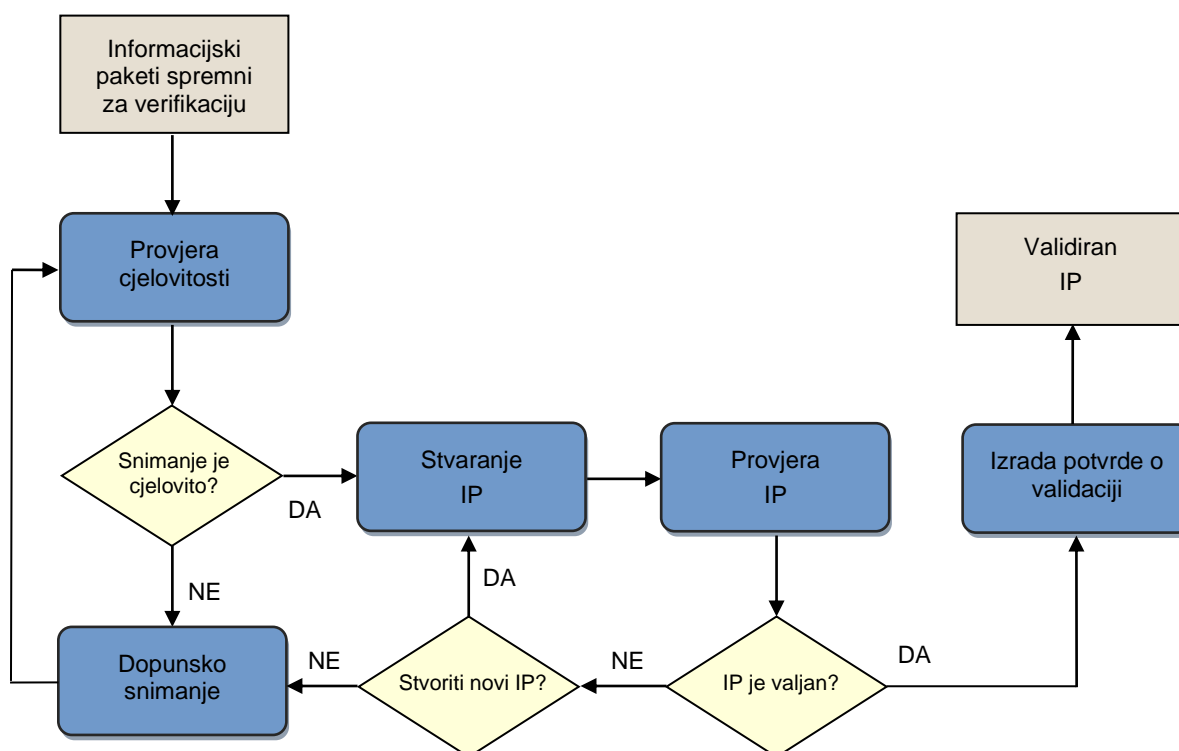 Informacijski
paketi spremni
za verifikaciju
Provjera
cjelovitosti
Validiran
IP
Snimanje je
cjelovito?
DA
Stvaranje
IP
Provjera
IP
Izrada potvrde o
validaciji
NE
DA
Dopunsko
snimanje
NE
Stvoriti novi IP?
NE
IP je valjan?
DA